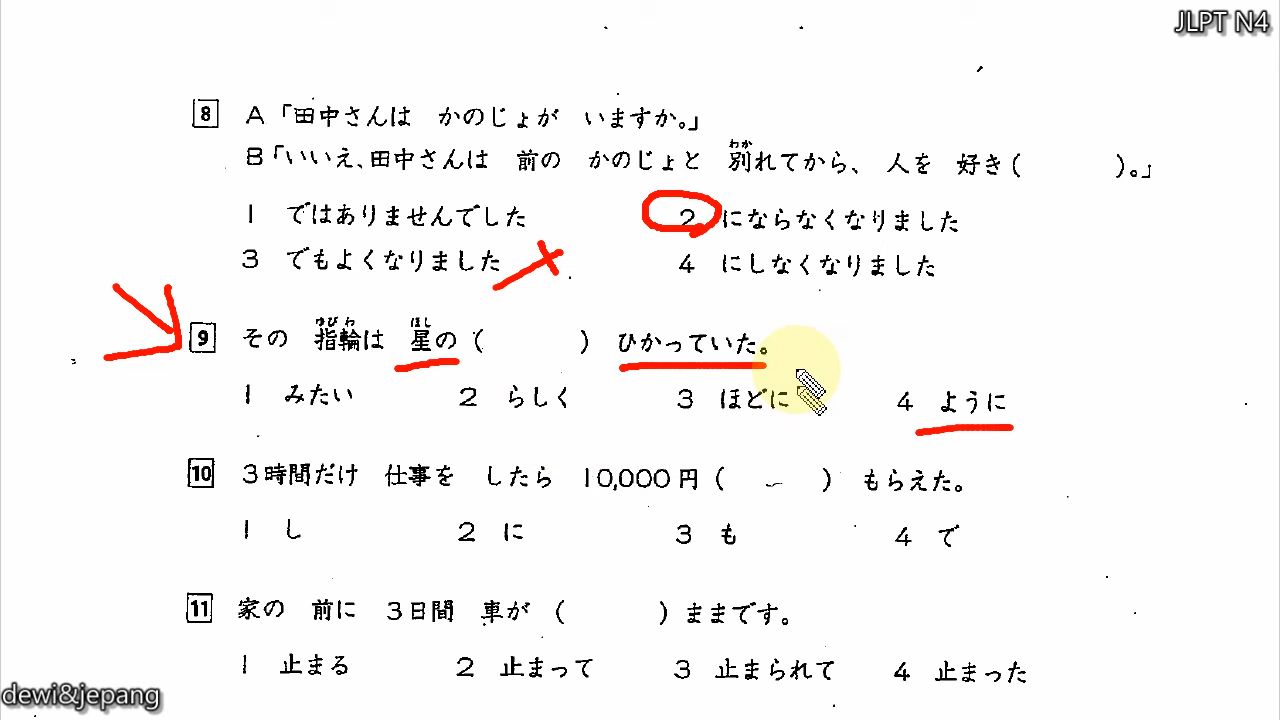 JLPT N4
8 A「田中さんは かのじょが いますか。」
B「いいえ、田中さんは 前の かのじょと 別れてから、 人を 好き( )。」
わか
1 ではありませんでした 2 にならなくなりました
3 でもよくなりました 4 にしなくなりました
ゆびわ ほし
9 その 指輪は 星の ( ) ひかっていた。
1 みたい 2 らしく 3 ほどに 4 ように
10 3時間だけ 仕事を したら 10,000円 ( ) もらえた。
1 し 2 に 3 も 4 で
11 家の 前に 3日間 車が ( ) ままです。
1 止まる 2 止まって 3 止まられて 4 止まった
dewi&jepang